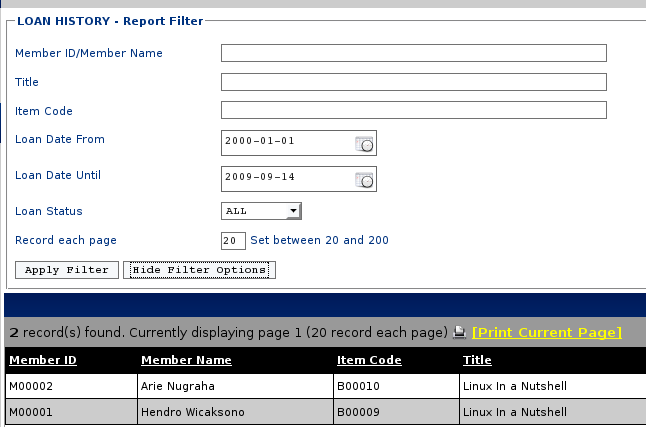 LOAN HISTORY - Report Filter
Member ID/Member Name
Title
Item Code
Loan Date From 2000-01-01
Loan Date Until 2009-09-14
Loan Status ALL
Record each page 20 Set between 20 and 200
Apply Filter Hide Filter Options
2 record(s) found. Currently displaying page 1 (20 record each page) [Print Current Page]
Member ID Member Name Item Code Title
M00002 Arie Nugraha B00010 Linux In a Nutshell
M00001 Hendro Wicaksono B00009 Linux In a Nutshell